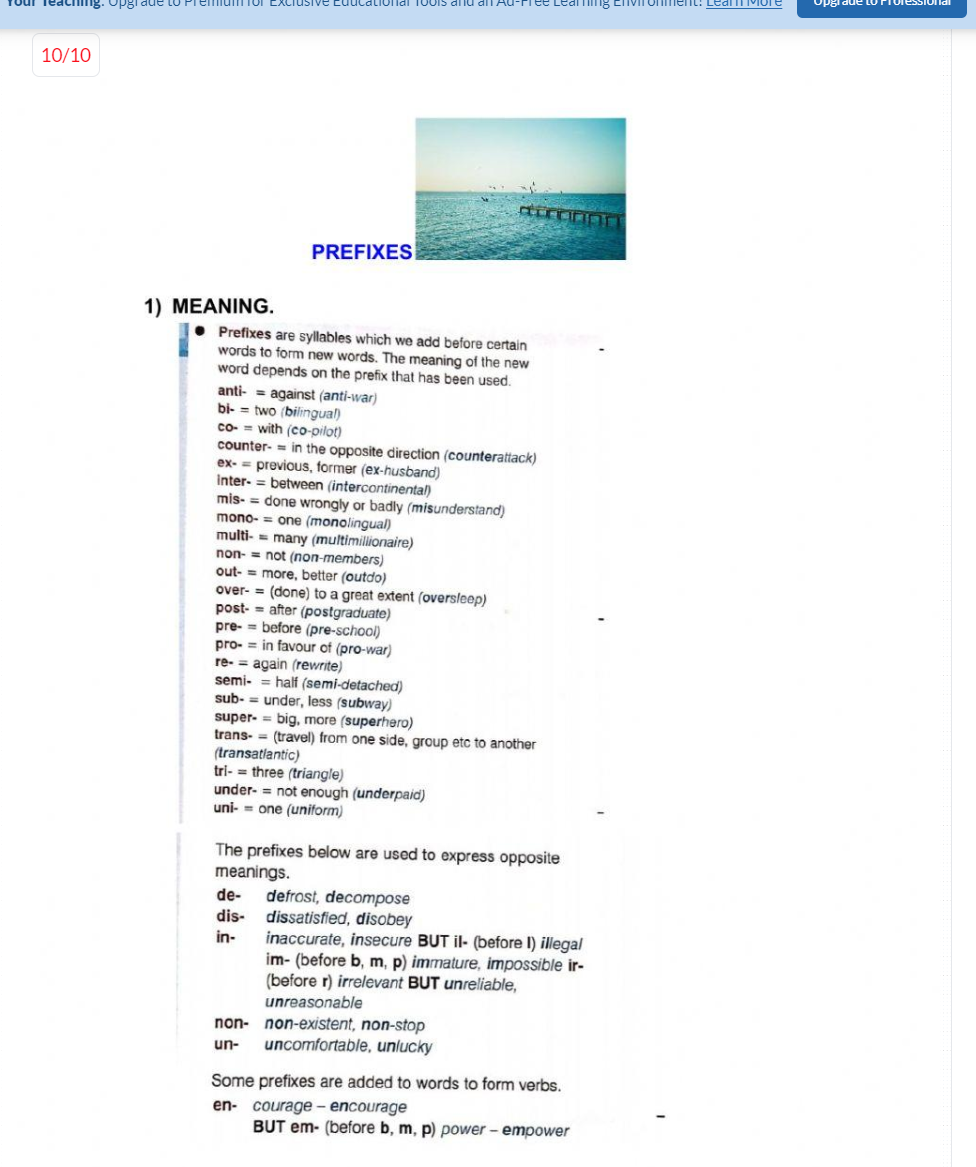 Your Teaching. Upgrade to Premium for Exclusive Educational Tools and an Ad-Free Learning Environment! Learn More
Upgrade to Professional
10/10
PREFIXES
1) MEANING.
● Prefixes are syllables which we add before certain
words to form new words. The meaning of the new
word depends on the prefix that has been used.
anti- = against (anti-war)
bi- = two (bilingual)
co- = with (co-pilot)
counter- = in the opposite direction (counterattack)
ex- = previous, former (ex-husband)
inter- = between (intercontinental)
mis- = done wrongly or badly (misunderstand)
mono- = one (monolingual)
multi- = many (multimillionaire)
non- = not (non-members)
out- = more, better (outdo)
over- = (done) to a great extent (oversleep)
post- = after (postgraduate)
pre- = before (pre-school)
pro- = in favour of (pro-war)
re- = again (rewrite)
semi- = half (semi-detached)
sub- = under, less (subway)
super- = big, more (superhero)
trans- = (travel) from one side, group etc to another
(transatlantic)
tri- = three (triangle)
under- = not enough (underpaid)
uni- = one (uniform)
The prefixes below are used to express opposite
meanings.
de- defrost, decompose
dis- dissatisfied, disobey
in- inaccurate, insecure BUT il- (before l) illegal
im- (before b, m, p) immature, impossible ir-
(before r) irrelevant BUT unreliable,
unreasonable
non- non-existent, non-stop
un- uncomfortable, unlucky
Some prefixes are added to words to form verbs.
en- courage – encourage
BUT em- (before b, m, p) power – empower